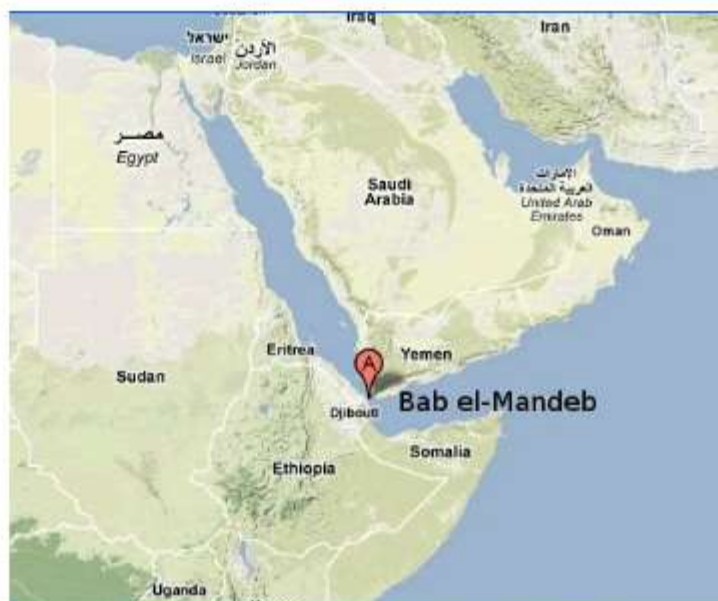 Iraq
Iran
ישראל
Israel
الأردن
Jordan
مصر
Egypt
Saudi
Arabia
الإمارات
العربية المتحدة
United Arab
Emirates
Oman
Eritrea
Yemen
A
Sudan
Djibouti
Bab el-Mandeb
Somalia
Ethiopia
Uganda